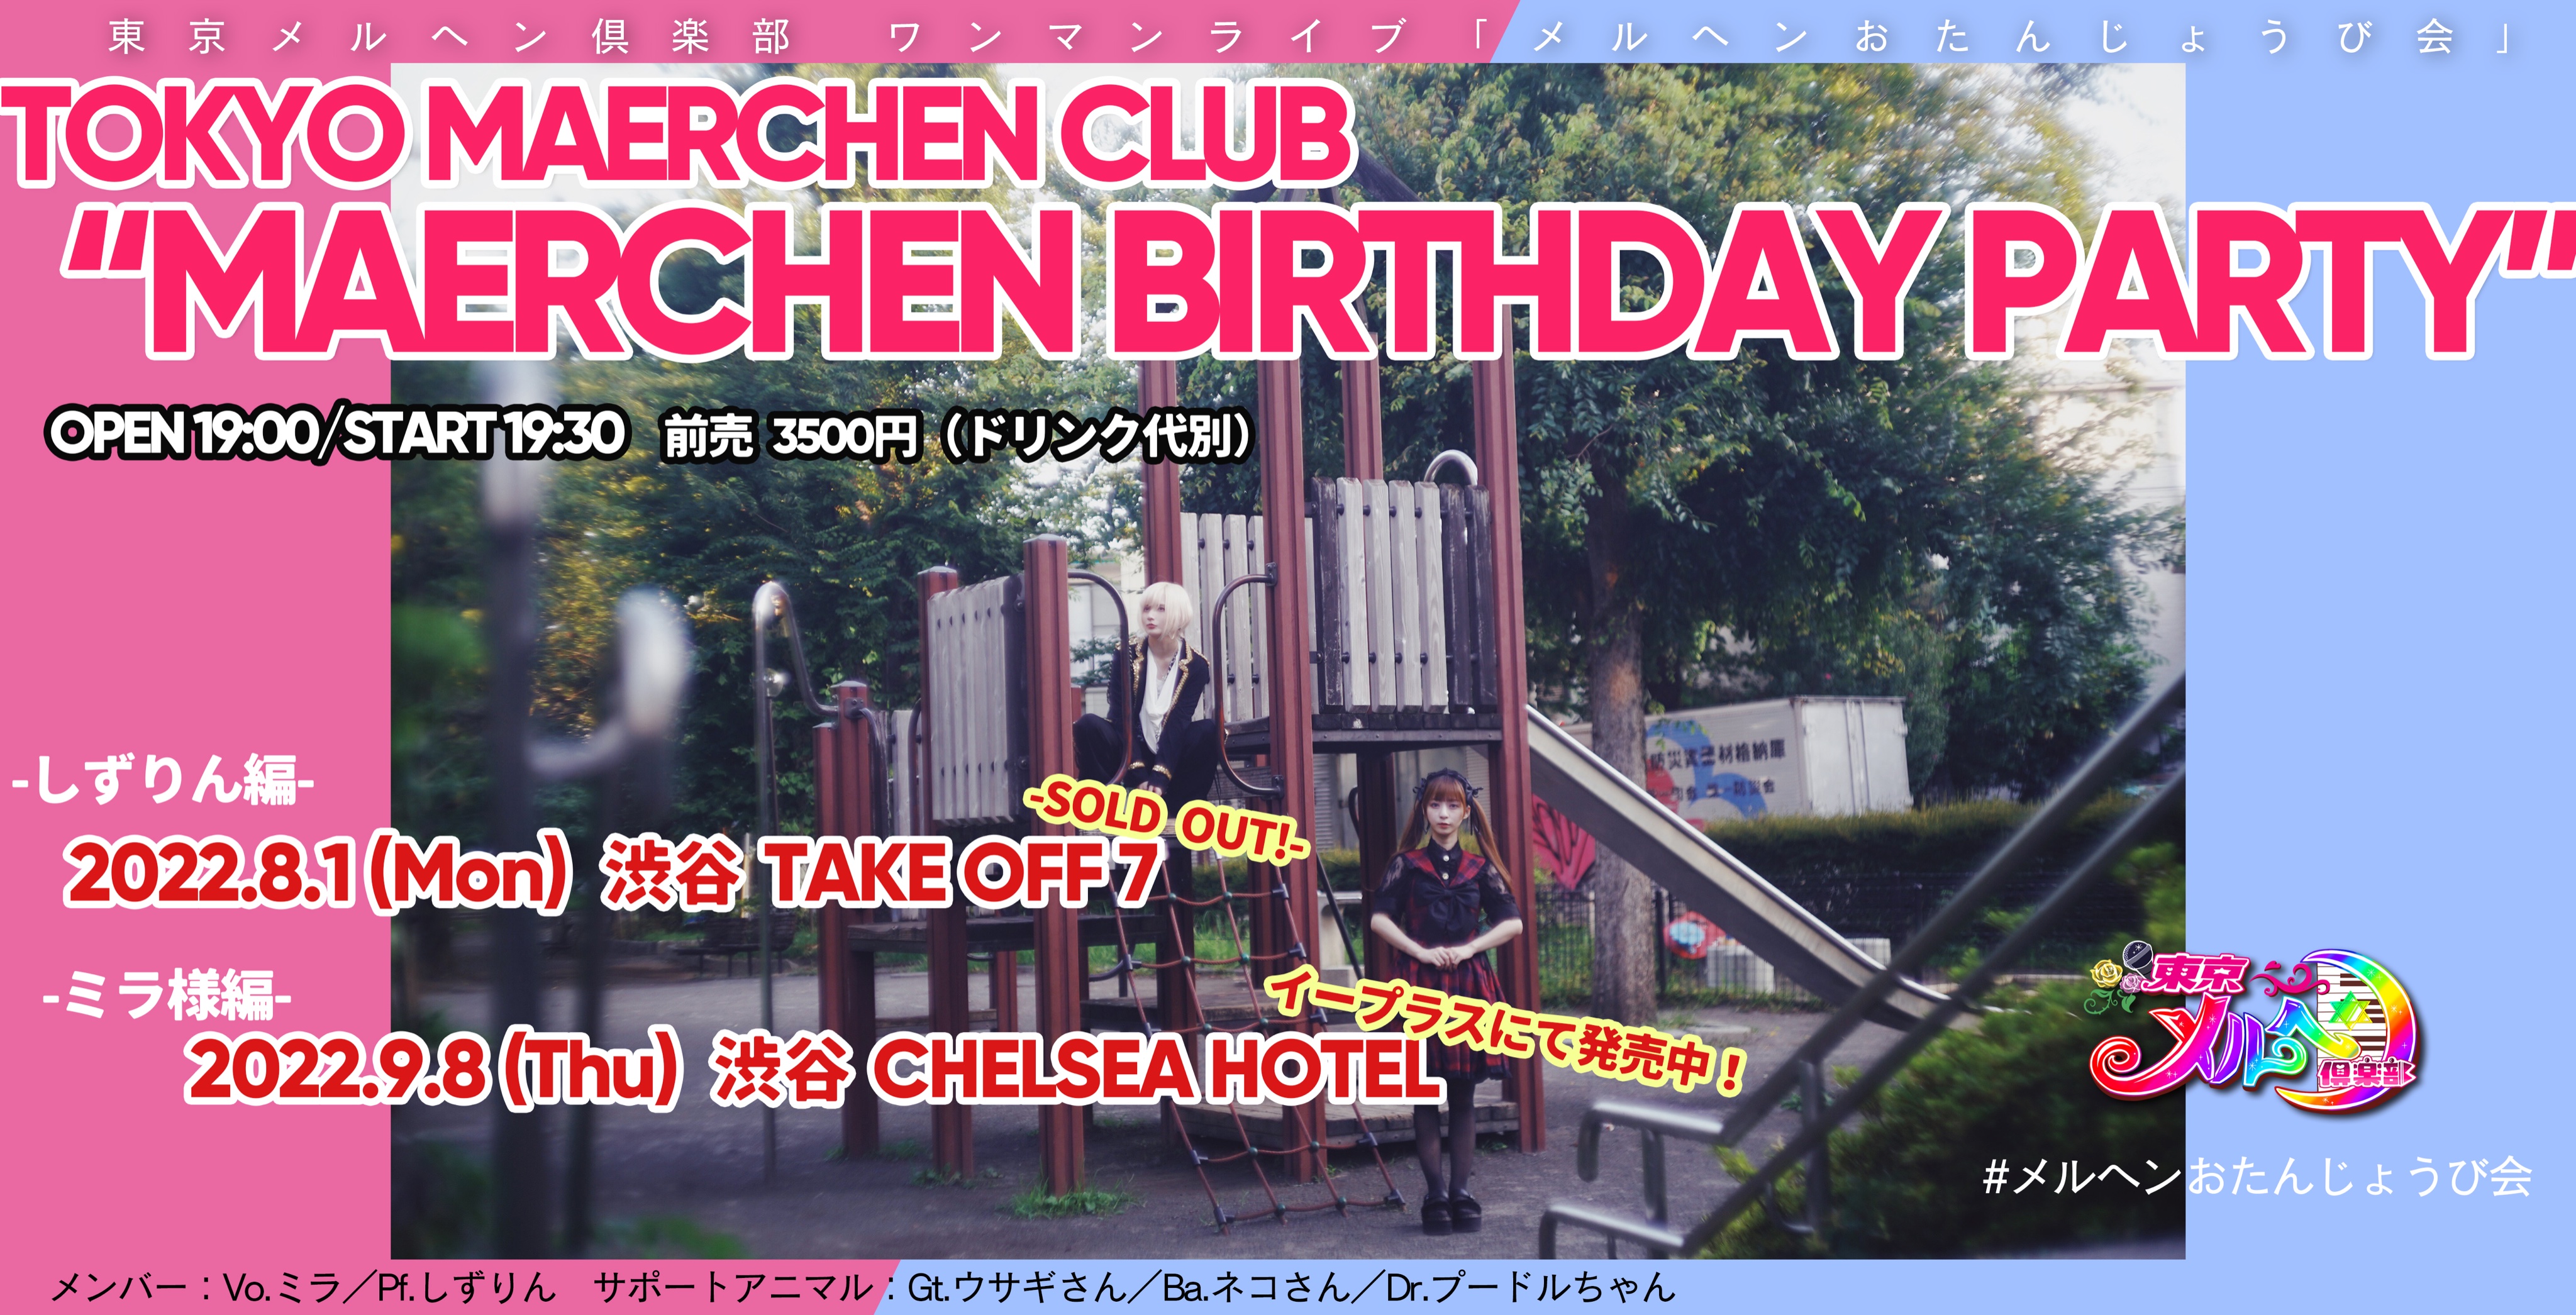 東京メルヘン倶楽部 ワンマンライブ「メルヘンおたんじょうび会」
TOKYO MAERCHEN CLUB
"MAERCHEN BIRTHDAY PARTY"
OPEN 19:00/START 19:30 前売 3500円（ドリンク代別）
-しずりん編-
-SOLD OUT!-
2022.8.1 (Mon) 渋谷 TAKE OFF 7
-ミラ様編-
イープラスにて発売中！
2022.9.8 (Thu) 渋谷 CHELSEA HOTEL
東京
メルヘン
倶楽部
#メルヘンおたんじょうび会
メンバー：Vo.ミラ／Pf.しずりん サポートアニマル：Gt.ウサギさん／Ba.ネコさん／Dr.プードルちゃん